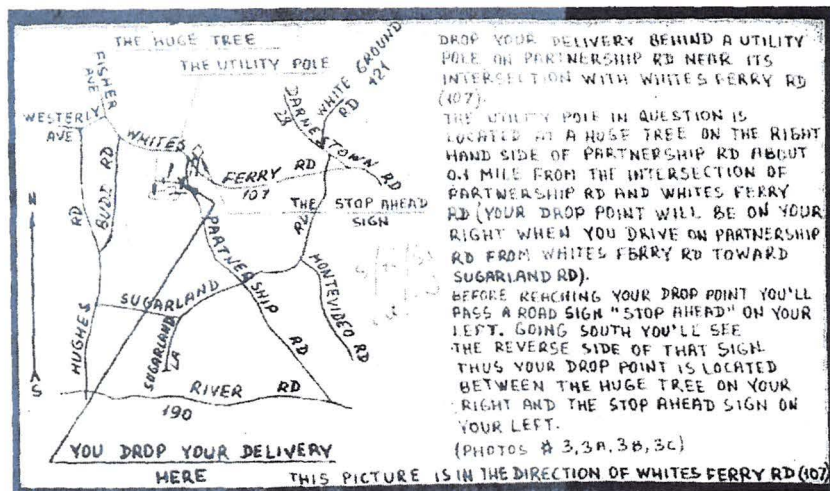 THE HUGE TREE
THE UTILITY POLE
FISHER AVE
WHITE GROUND RD 121
WESTERLY AVE
WHITES FERRY RD 107
DARNESTOWN RD
28
THE STOP AHEAD SIGN
BUDD RD
HUGHES RD
PARTNERSHIP RD
MONTEVIDEO RD
SUGARLAND RD
SUGARLAND LA
N
S
RIVER RD
190
YOU DROP YOUR DELIVERY HERE
DROP YOUR DELIVERY BEHIND A UTILITY
POLE ON PARTNERSHIP RD NEAR ITS
INTERSECTION WITH WHITES FERRY RD
(107).
THE UTILITY POLE IN QUESTION IS
LOCATED AT A HUGE TREE ON THE RIGHT
HAND SIDE OF PARTNERSHIP RD ABOUT
0.1 MILE FROM THE INTERSECTION OF
PARTNERSHIP RD AND WHITES FERRY
RD (YOUR DROP POINT WILL BE ON YOUR
RIGHT WHEN YOU DRIVE ON PARTNERSHIP
RD FROM WHITES FERRY RD TOWARD
SUGARLAND RD).
BEFORE REACHING YOUR DROP POINT YOU'LL
PASS A ROAD SIGN "STOP AHEAD" ON YOUR
LEFT. GOING SOUTH YOU'LL SEE
THE REVERSE SIDE OF THAT SIGN.
THUS YOUR DROP POINT IS LOCATED
BETWEEN THE HUGE TREE ON YOUR
RIGHT AND THE STOP AHEAD SIGN ON
YOUR LEFT.
(PHOTOS # 3, 3A, 3B, 3C)
THIS PICTURE IS IN THE DIRECTION OF WHITES FERRY RD (107)